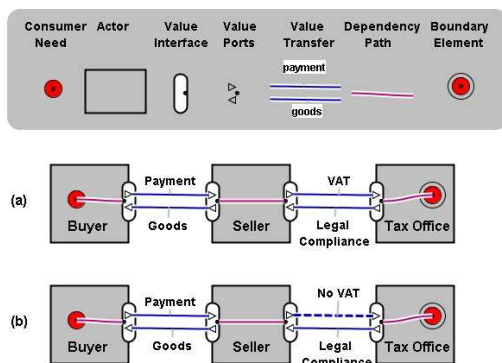 Consumer Need
Actor
Value Interface
Value Ports
Value Transfer
Dependency Path
Boundary Element
payment
goods
(a)
Payment
VAT
Buyer
Seller
Tax Office
Goods
Legal Compliance
(b)
Payment
No VAT
Buyer
Seller
Tax Office
Goods
Legal Compliance